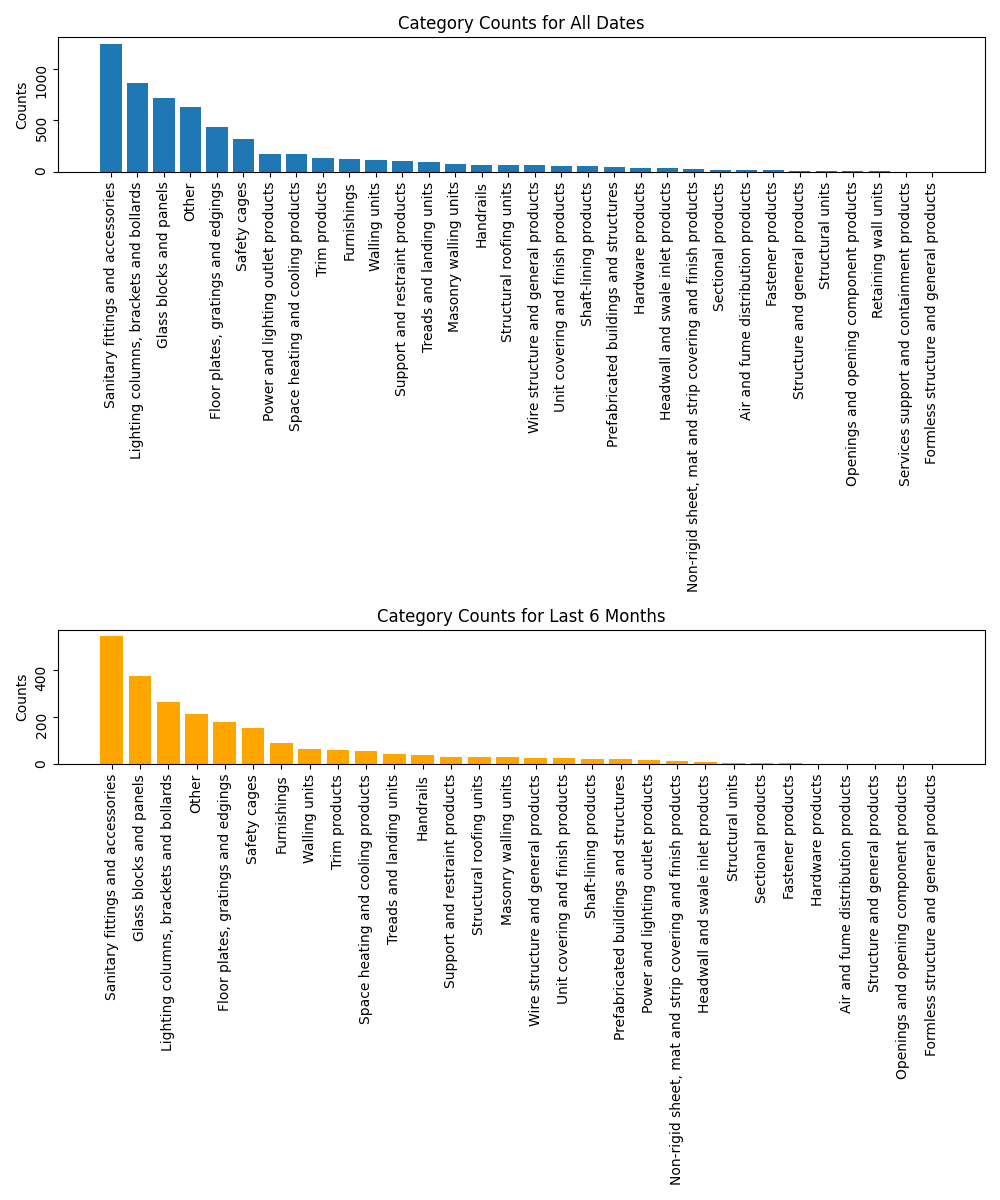 Category Counts for All Dates
Counts
1000
500
0
Sanitary fittings and accessories
Lighting columns, brackets and bollards
Glass blocks and panels
Other
Floor plates, gratings and edgings
Safety cages
Power and lighting outlet products
Space heating and cooling products
Trim products
Furnishings
Walling units
Support and restraint products
Treads and landing units
Masonry walling units
Handrails
Structural roofing units
Wire structure and general products
Unit covering and finish products
Shaft-lining products
Prefabricated buildings and structures
Hardware products
Headwall and swale inlet products
Non-rigid sheet, mat and strip covering and finish products
Sectional products
Air and fume distribution products
Fastener products
Structure and general products
Structural units
Openings and opening component products
Retaining wall units
Services support and containment products
Formless structure and general products
Category Counts for Last 6 Months
Counts
400
200
0
Sanitary fittings and accessories
Glass blocks and panels
Lighting columns, brackets and bollards
Other
Floor plates, gratings and edgings
Safety cages
Furnishings
Walling units
Trim products
Space heating and cooling products
Treads and landing units
Handrails
Support and restraint products
Structural roofing units
Masonry walling units
Wire structure and general products
Unit covering and finish products
Shaft-lining products
Prefabricated buildings and structures
Power and lighting outlet products
Non-rigid sheet, mat and strip covering and finish products
Headwall and swale inlet products
Structural units
Sectional products
Fastener products
Hardware products
Air and fume distribution products
Structure and general products
Openings and opening component products
Formless structure and general products